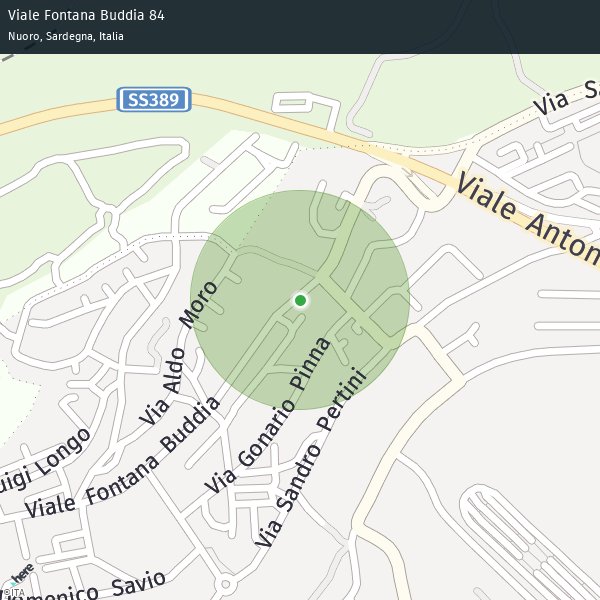 Viale Fontana Buddia 84
Nuoro, Sardegna, Italia
SS389
Via Sa
Viale Anton
Via Aldo Moro
Via Gonario Pinna
Via Sandro Pertini
Viale Fontana Buddia
uigi Longo
omenico Savio
here
©ITA